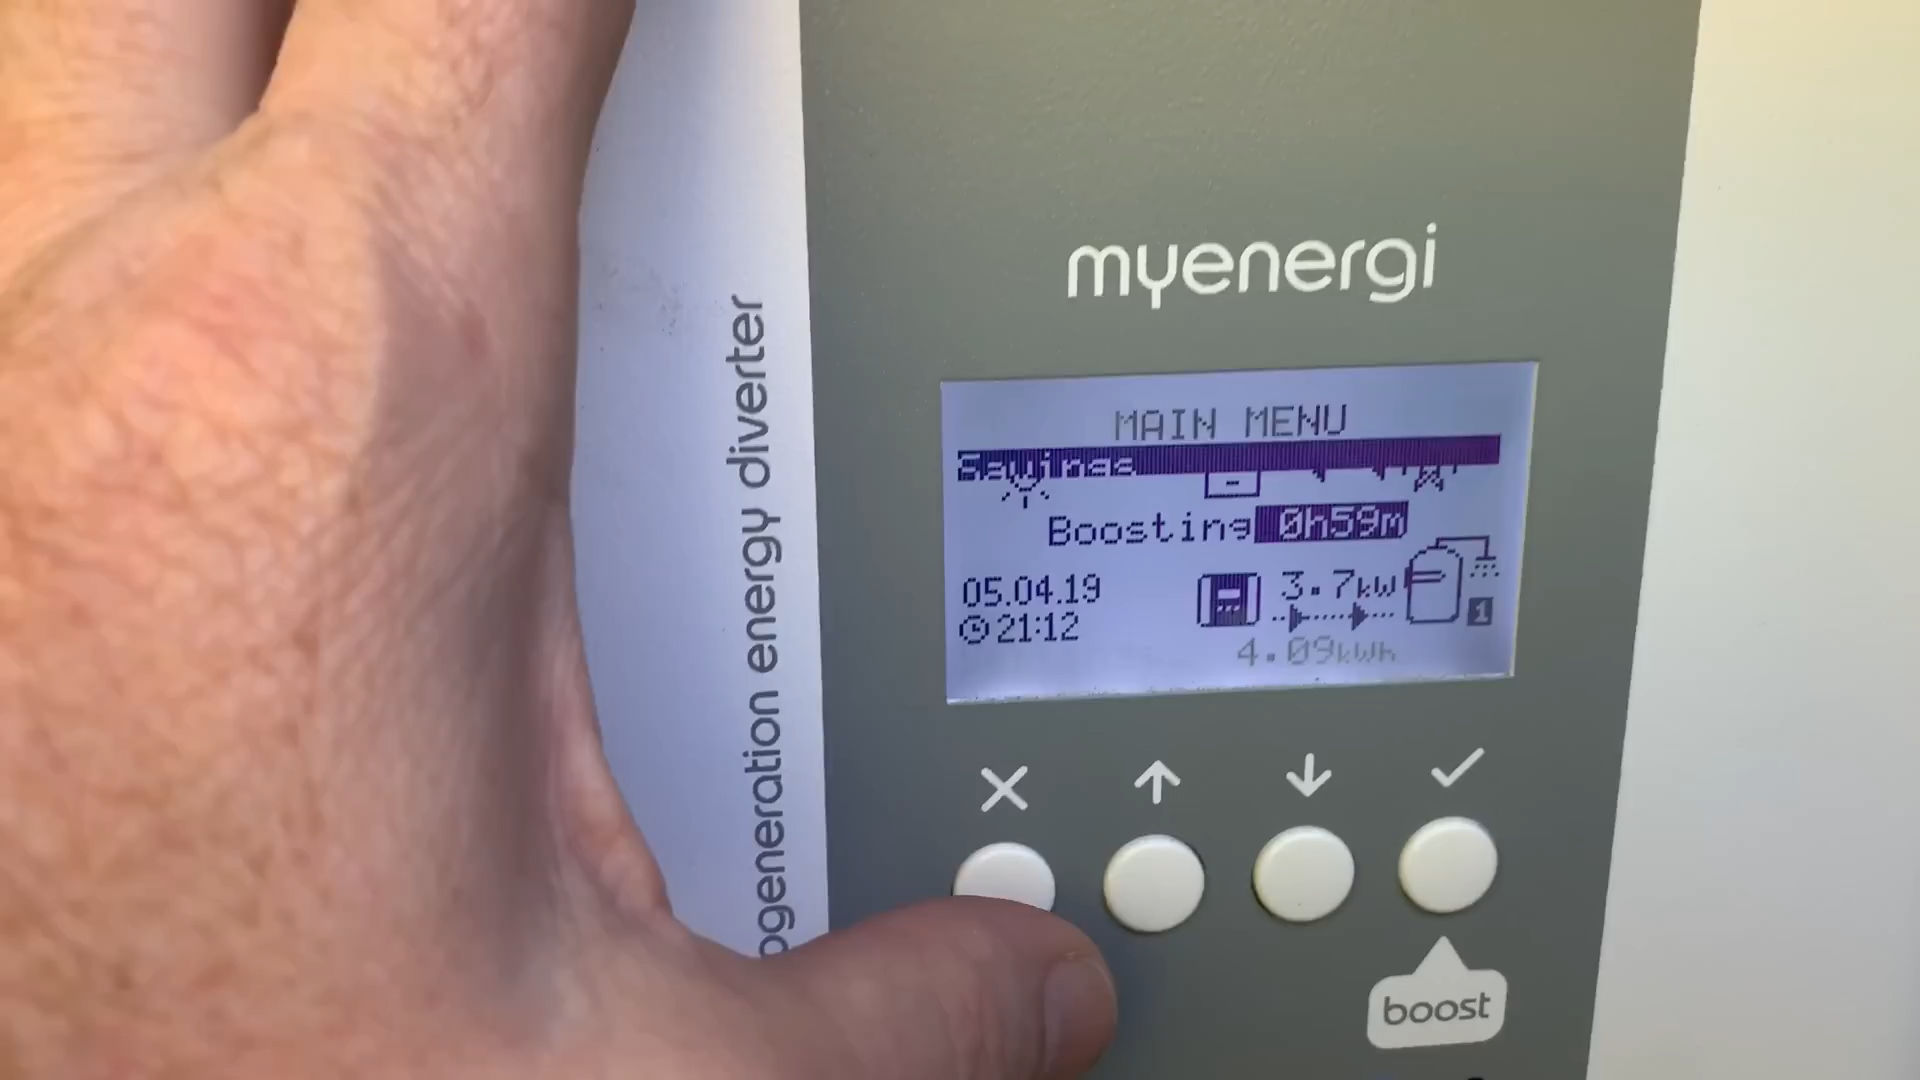 myenergi
MAIN MENU
Boosting 0h59m
05.04.19
3.7kW
21:12
1
4.09kWh
boost
ogeneration energy diverter